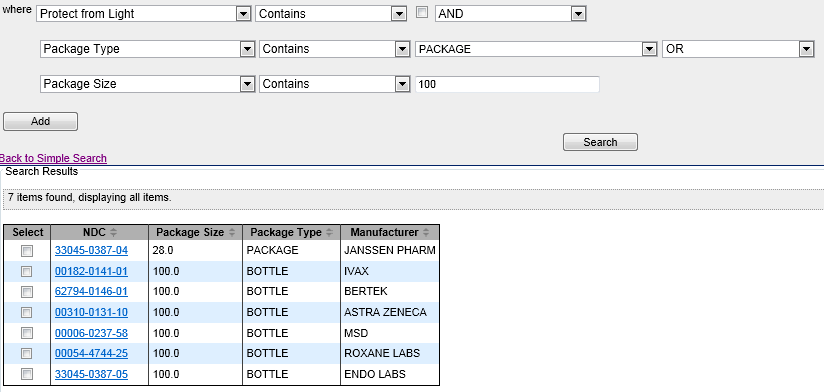 where Protect from Light Contains AND
Package Type Contains PACKAGE OR
Package Size Contains 100
Add
Search
Back to Simple Search
Search Results
7 items found, displaying all items.
Select NDC Package Size Package Type Manufacturer
33045-0387-04 28.0 PACKAGE JANSSEN PHARM
00182-0141-01 100.0 BOTTLE IVAX
62794-0146-01 100.0 BOTTLE BERTEK
00310-0131-10 100.0 BOTTLE ASTRA ZENECA
00006-0237-58 100.0 BOTTLE MSD
00054-4744-25 100.0 BOTTLE ROXANE LABS
33045-0387-05 100.0 BOTTLE ENDO LABS